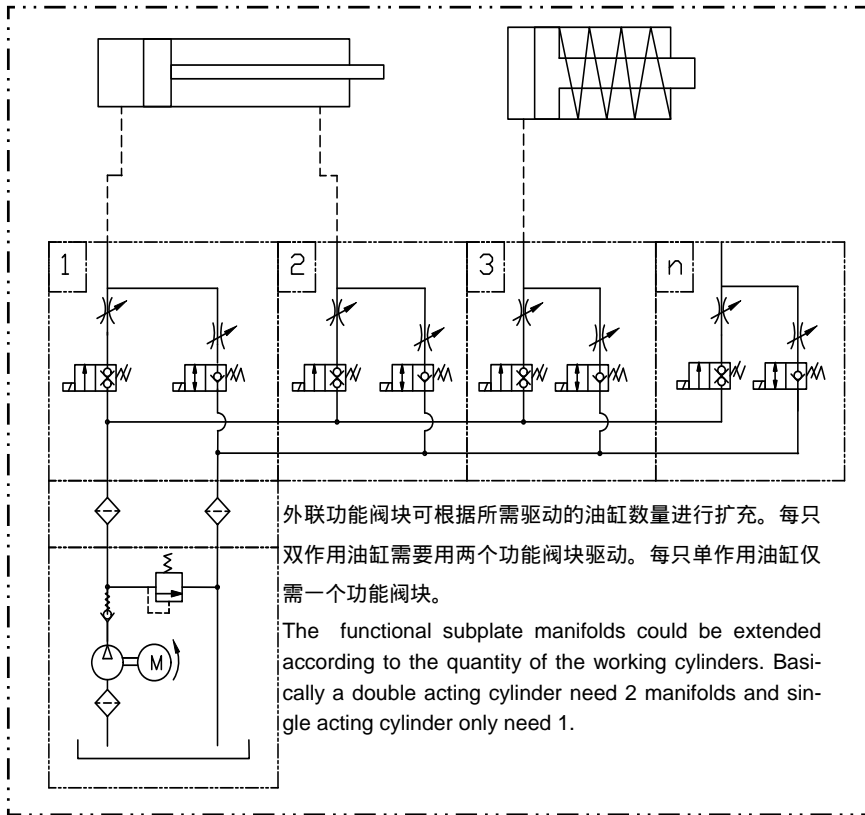 1
2
3
n
外联功能阀块可根据所需驱动的油缸数量进行扩充。每只
双作用油缸需要用两个功能阀块驱动。每只单作用油缸仅
需一个功能阀块。
The functional subplate manifolds could be extended
according to the quantity of the working cylinders. Basi-
cally a double acting cylinder need 2 manifolds and sin-
gle acting cylinder only need 1.
M